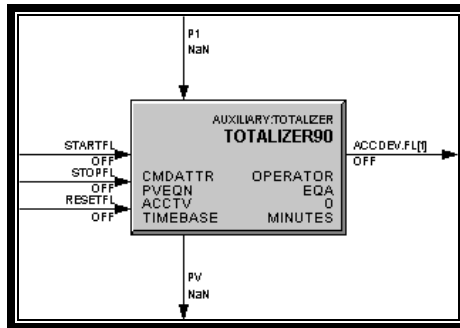 P1
NaN
AUXILIARY:TOTALIZER
TOTALIZER90
STARTFL
OFF
STOPFL
OFF
RESETFL
OFF
ACCDEV.FL[1]
OFF
CMDATTR OPERATOR
PVEQN EQA
ACCTV 0
TIMEBASE MINUTES
PV
NaN